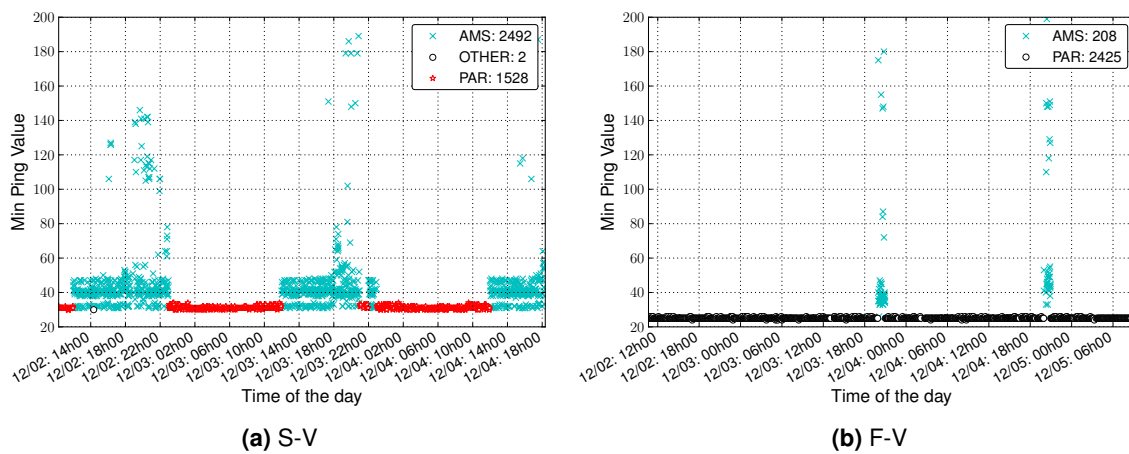 200
180
160
140
120
100
80
60
40
20
Min Ping Value
AMS: 2492
OTHER: 2
PAR: 1528
12/02: 14h00
12/02: 18h00
12/02: 22h00
12/03: 02h00
12/03: 06h00
12/03: 10h00
12/03: 14h00
12/03: 18h00
12/03: 22h00
12/04: 02h00
12/04: 06h00
12/04: 10h00
12/04: 14h00
12/04: 18h00
Time of the day
(a) S-V
200
180
160
140
120
100
80
60
40
20
Min Ping Value
AMS: 208
PAR: 2425
12/02: 12h00
12/02: 18h00
12/03: 00h00
12/03: 06h00
12/03: 12h00
12/03: 18h00
12/04: 00h00
12/04: 06h00
12/04: 12h00
12/04: 18h00
12/05: 00h00
12/05: 06h00
Time of the day
(b) F-V